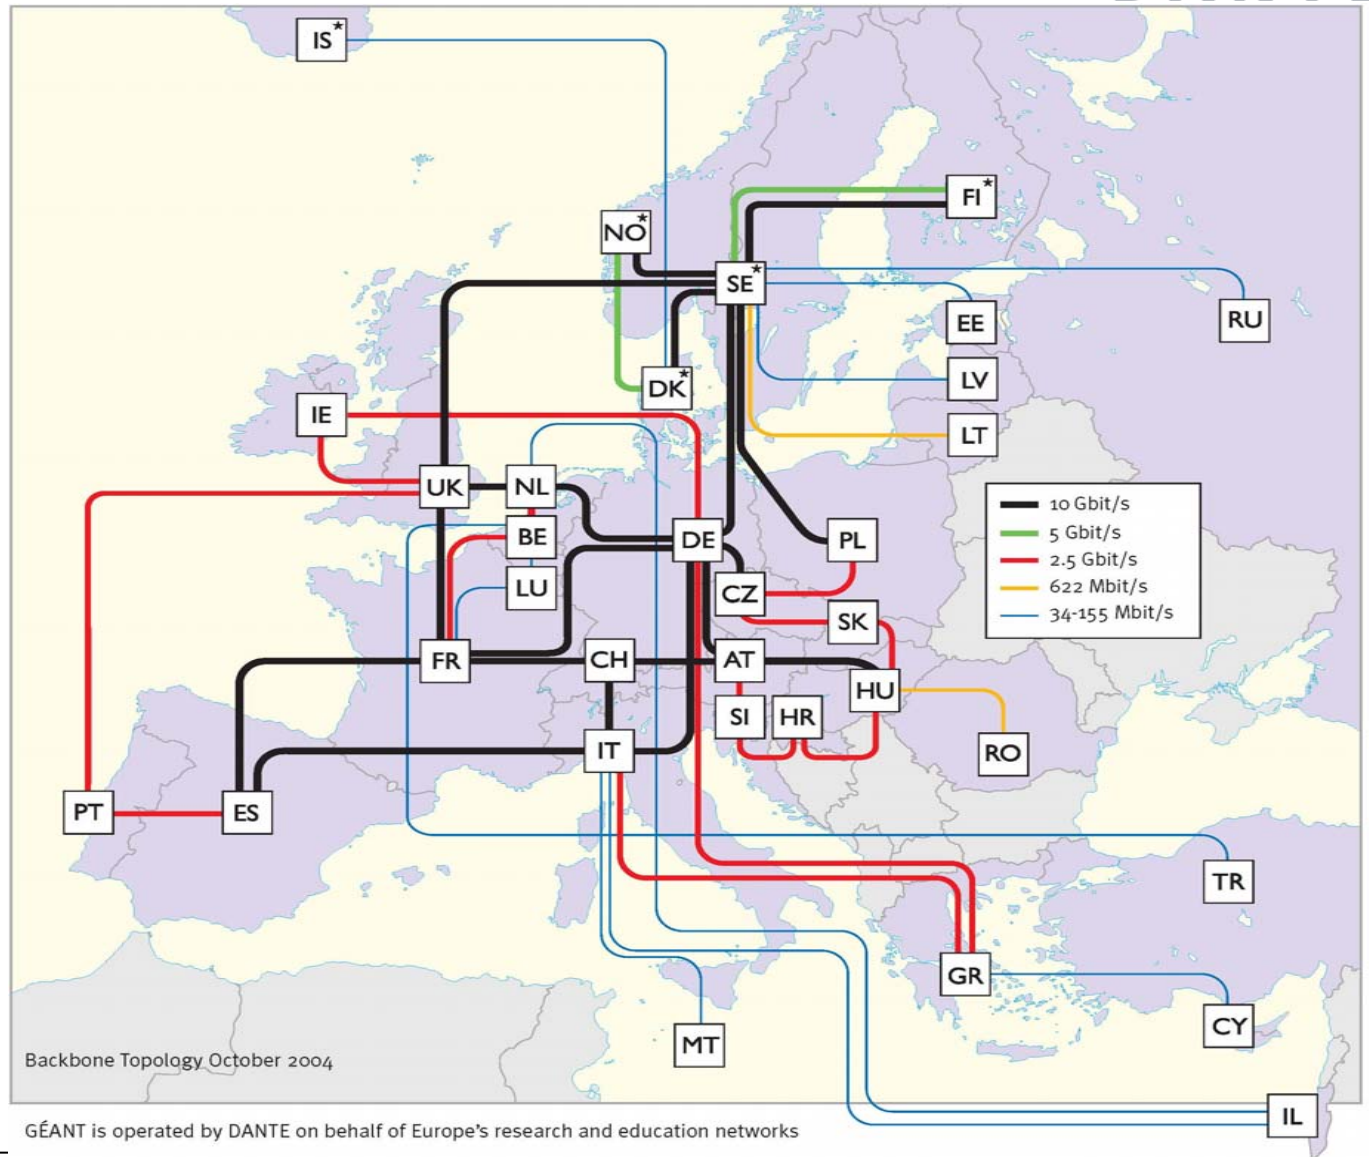 IS*
FI*
NO*
SE*
RU
EE
DK*
LV
IE
LT
UK
NL
10 Gbit/s
5 Gbit/s
2.5 Gbit/s
622 Mbit/s
34-155 Mbit/s
BE
DE
PL
LU
CZ
SK
FR
CH
AT
HU
SI
HR
IT
RO
PT
ES
TR
GR
CY
MT
Backbone Topology October 2004
IL
GÉANT is operated by DANTE on behalf of Europe's research and education networks